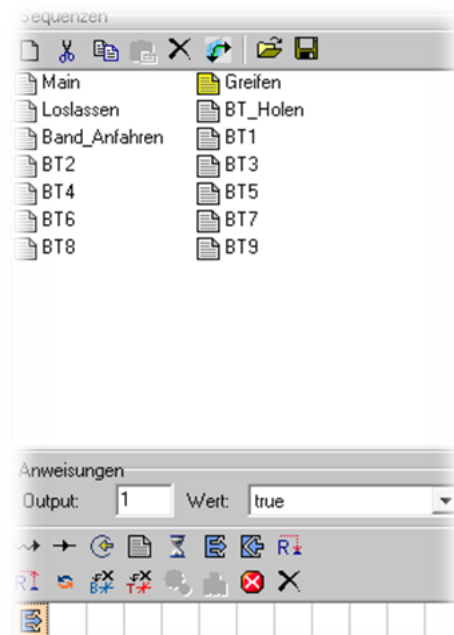 Sequenzen
Main Greifen
Loslassen BT_Holen
Band_Anfahren BT1
BT2 BT3
BT4 BT5
BT6 BT7
BT8 BT9
Anweisungen
Output: 1 Wert: true
R
R B T